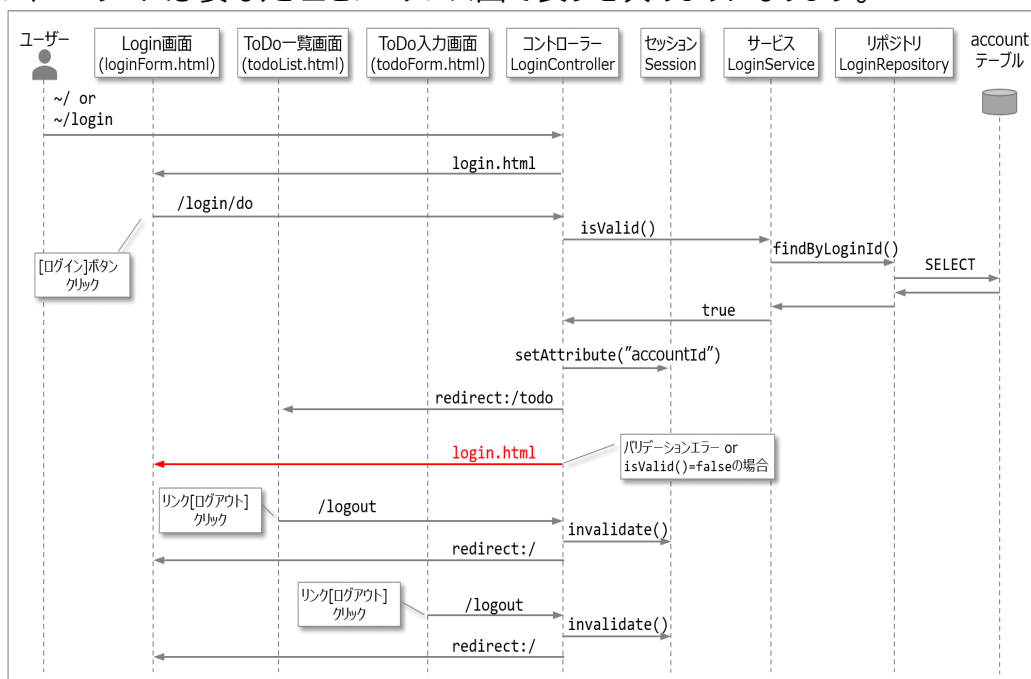 ユーザー
Login画面
(loginForm.html)
ToDo一覧画面
(todoList.html)
ToDo入力画面
(todoForm.html)
コントローラー
LoginController
セッション
Session
サービス
LoginService
リポジトリ
LoginRepository
account
テーブル
~/ or
~/login
login.html
/login/do
isValid()
findByLoginId()
[ログイン]ボタン
クリック
SELECT
true
setAttribute("accountId")
redirect:/todo
login.html
バリデーションエラー or
isValid()=falseの場合
リンク[ログアウト]
クリック
/logout
invalidate()
redirect:/
リンク[ログアウト]
クリック
/logout
invalidate()
redirect:/